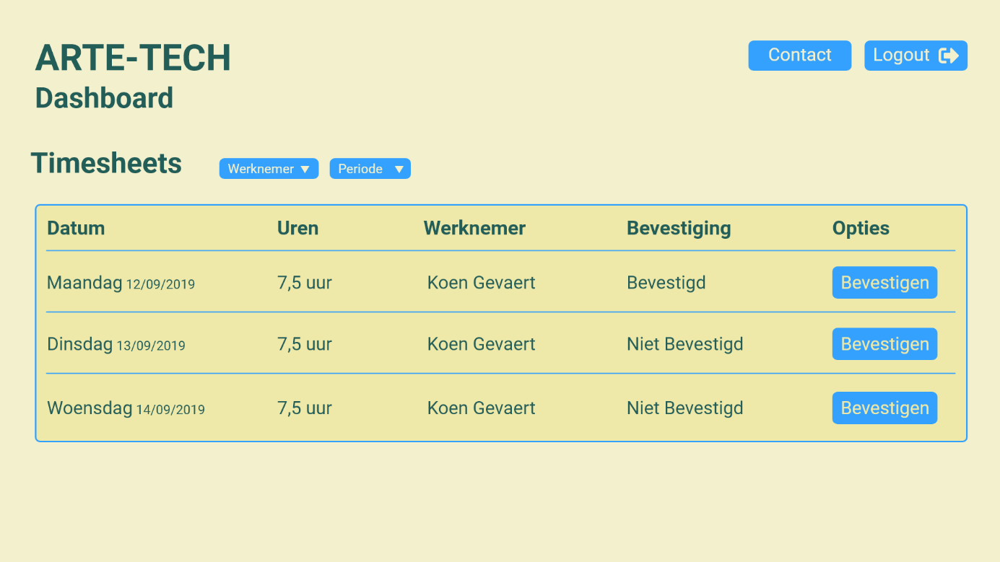 ARTE-TECH
Contact
Logout
Dashboard
Timesheets
Werknemer ▼
Periode ▼
Datum Uren Werknemer Bevestiging Opties
Maandag 12/09/2019 7,5 uur Koen Gevaert Bevestigd Bevestigen
Dinsdag 13/09/2019 7,5 uur Koen Gevaert Niet Bevestigd Bevestigen
Woensdag 14/09/2019 7,5 uur Koen Gevaert Niet Bevestigd Bevestigen